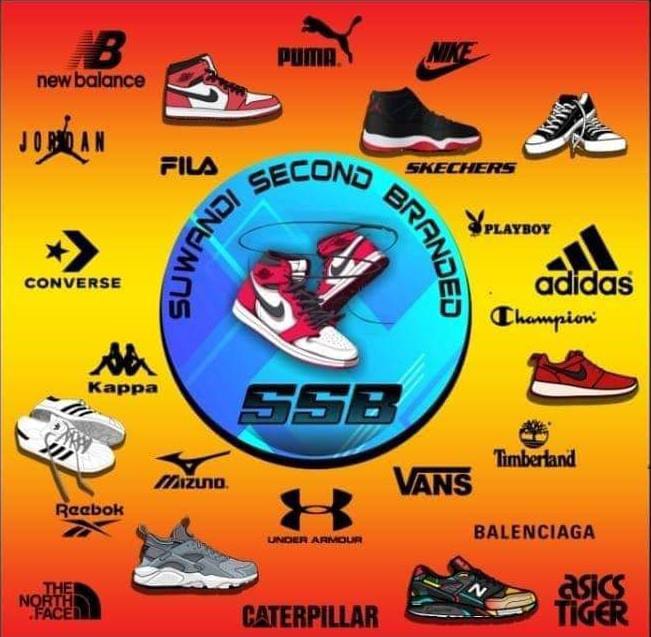 new balance
PUMA
NIKE
JORDAN
FILA
SKECHERS
SUWANDI SECOND BRANDED
PLAYBOY
CONVERSE
adidas
Champion
Kappa
SSB
Timberland
MIZUNO
VANS
Reebok
UNDER ARMOUR
BALENCIAGA
THE
NORTH
FACE
CATERPILLAR
N
asics
TIGER